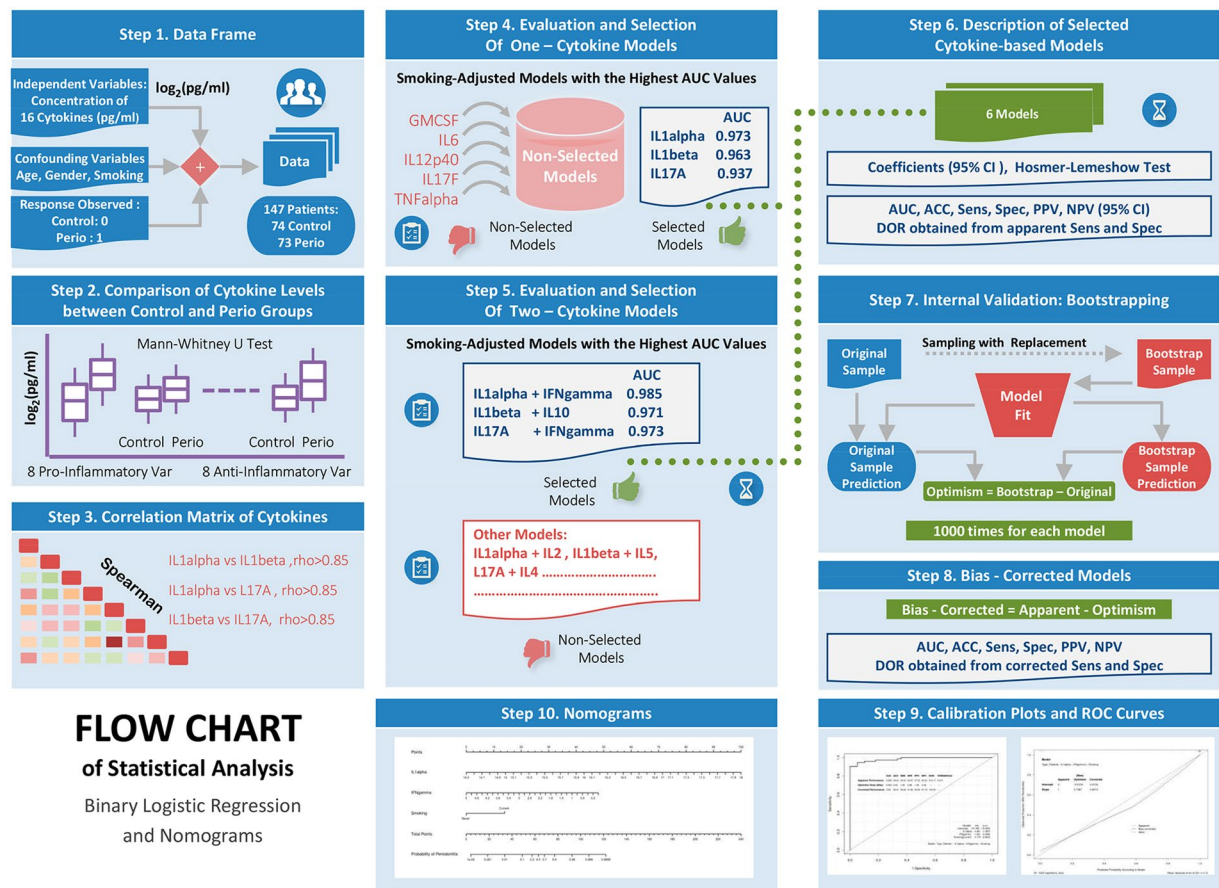 Step 1. Data Frame
Independent Variables:
Concentration of
16 Cytokines (pg/ml)
log2(pg/ml)
Confounding Variables
Age, Gender, Smoking
+
Data
Response Observed :
Control: 0
Perio : 1
147 Patients:
74 Control
73 Perio
Step 2. Comparison of Cytokine Levels
between Control and Perio Groups
log2(pg/ml)
Mann-Whitney U Test
Control Perio
Control Perio
8 Pro-Inflammatory Var
8 Anti-Inflammatory Var
Step 3. Correlation Matrix of Cytokines
Spearman
IL1alpha vs IL1beta ,rho>0.85
IL1alpha vs L17A , rho>0.85
IL1beta vs IL17A, rho>0.85
FLOW CHART
of Statistical Analysis
Binary Logistic Regression
and Nomograms
Step 4. Evaluation and Selection
Of One – Cytokine Models
Smoking-Adjusted Models with the Highest AUC Values
GMCSF
IL6
IL12p40
IL17F
TNFalpha
Non-Selected
Models
AUC
IL1alpha 0.973
IL1beta 0.963
IL17A 0.937
Non-Selected
Models
Selected
Models
Step 5. Evaluation and Selection
Of Two – Cytokine Models
Smoking-Adjusted Models with the Highest AUC Values
AUC
IL1alpha + IFNgamma 0.985
IL1beta + IL10 0.971
IL17A + IFNgamma 0.973
Selected
Models
Other Models:
IL1alpha + IL2 , IL1beta + IL5,
L17A + IL4 ..............................
................................................
Non-Selected
Models
Step 6. Description of Selected
Cytokine-based Models
6 Models
Coefficients (95% CI ), Hosmer-Lemeshow Test
AUC, ACC, Sens, Spec, PPV, NPV (95% CI)
DOR obtained from apparent Sens and Spec
Step 7. Internal Validation: Bootstrapping
Original
Sample
Sampling with Replacement
Bootstrap
Sample
Model
Fit
Original
Sample
Prediction
Bootstrap
Sample
Prediction
Optimism = Bootstrap – Original
1000 times for each model
Step 8. Bias - Corrected Models
Bias - Corrected = Apparent - Optimism
AUC, ACC, Sens, Spec, PPV, NPV
DOR obtained from corrected Sens and Spec
Step 9. Calibration Plots and ROC Curves
Sensitivity
1-Specificity
Step 10. Nomograms
Points
IL1alpha
IFNgamma
Smoking
Never
Current
Total Points
Probability of Periodontitis